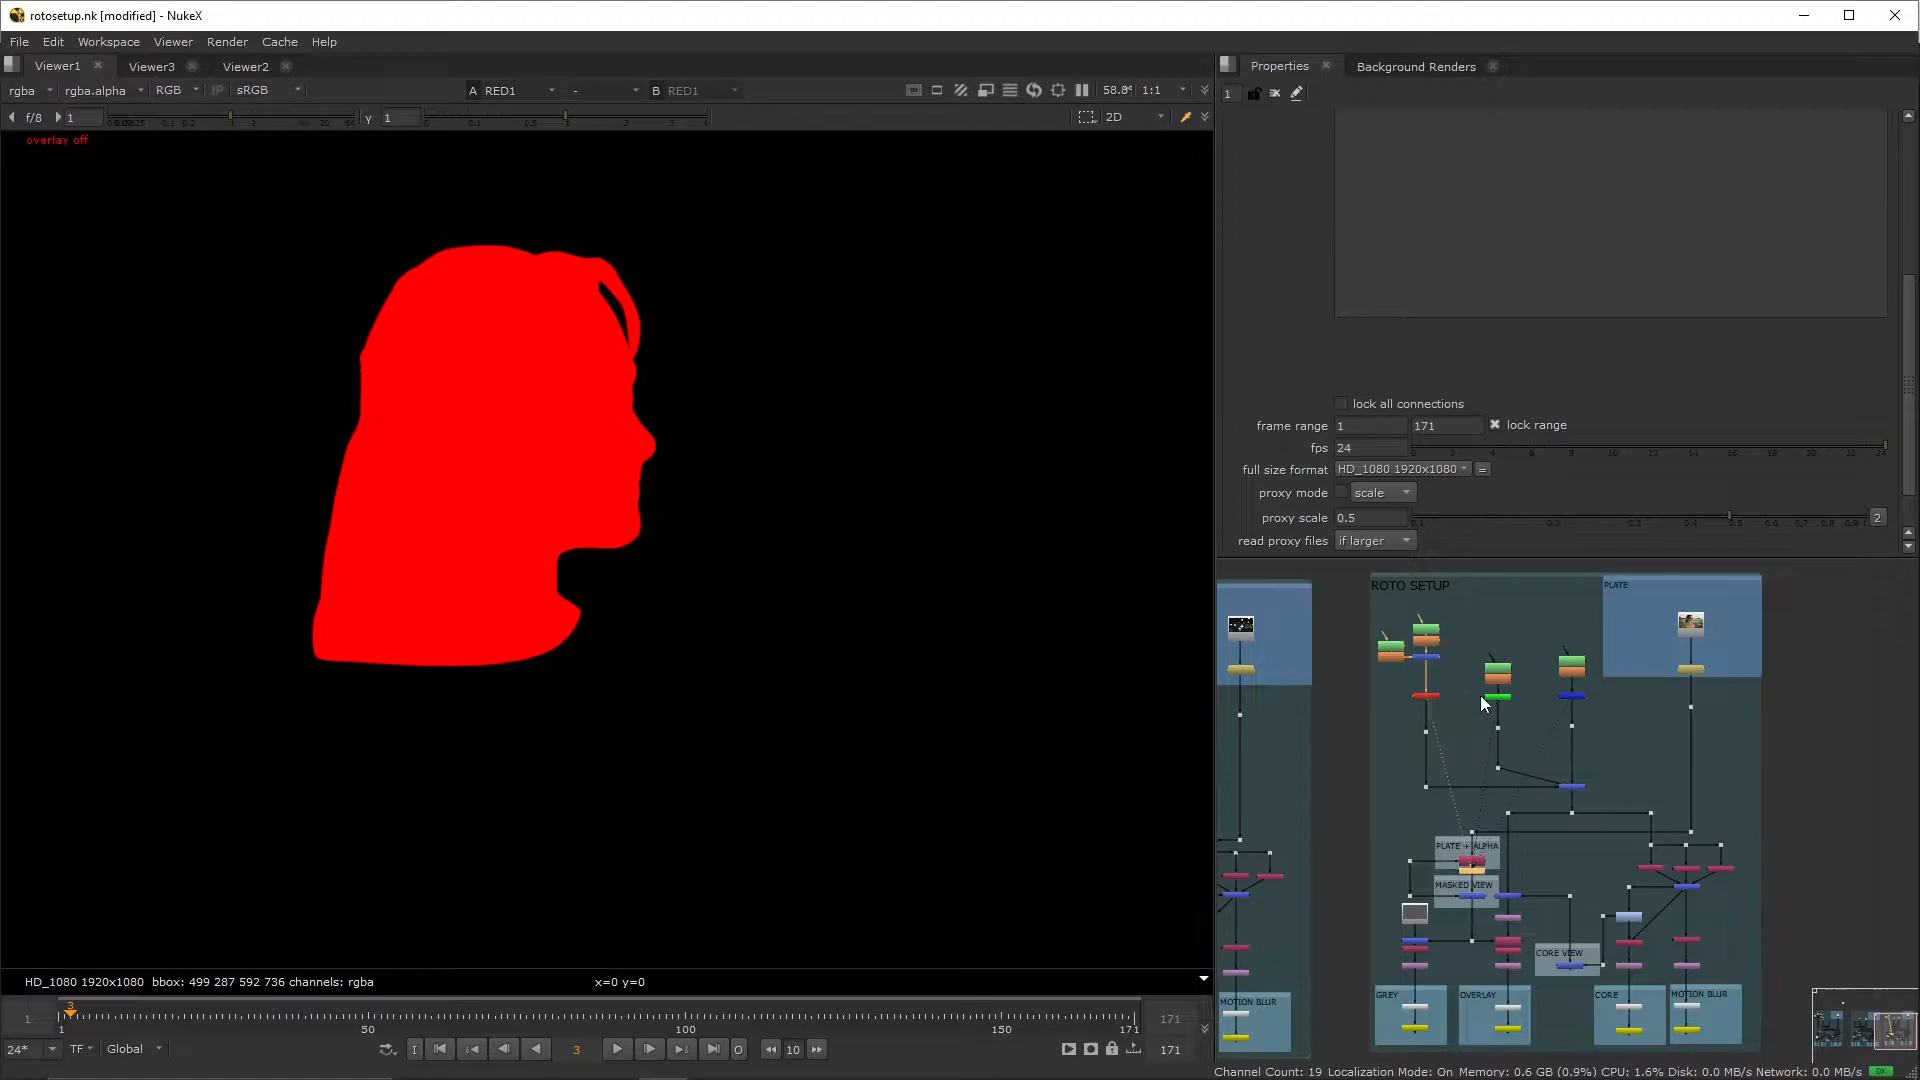 rotosetup.nk [modified] - NukeX
File Edit Workspace Viewer Render Cache Help
Viewer1 Viewer3 Viewer2
rgba rgba.alpha RGB IP sRGB A RED1 - B RED1 1:1
f/8 1 γ 1 2D
overlay off
HD_1080 1920x1080 bbox: 499 287 592 736 channels: rgba x=0 y=0
3
1 171
1 50 100 150 171
24* TF Global I 3 O 10 171
Properties Background Renders
1
lock all connections
frame range 1 171 lock range
fps 24
full size format HD_1080 1920x1080 =
proxy mode scale
proxy scale 0.5 2
read proxy files if larger
ROTO SETUP PLATE
PLATE + ALPHA
MASKED VIEW
CORE VIEW
MOTION BLUR GREY OVERLAY CORE MOTION BLUR
Channel Count: 19 Localization Mode: On Memory: 0.6 GB (0.9%) CPU: 1.6% Disk: 0.0 MB/s Network: 0.0 MB/s OK